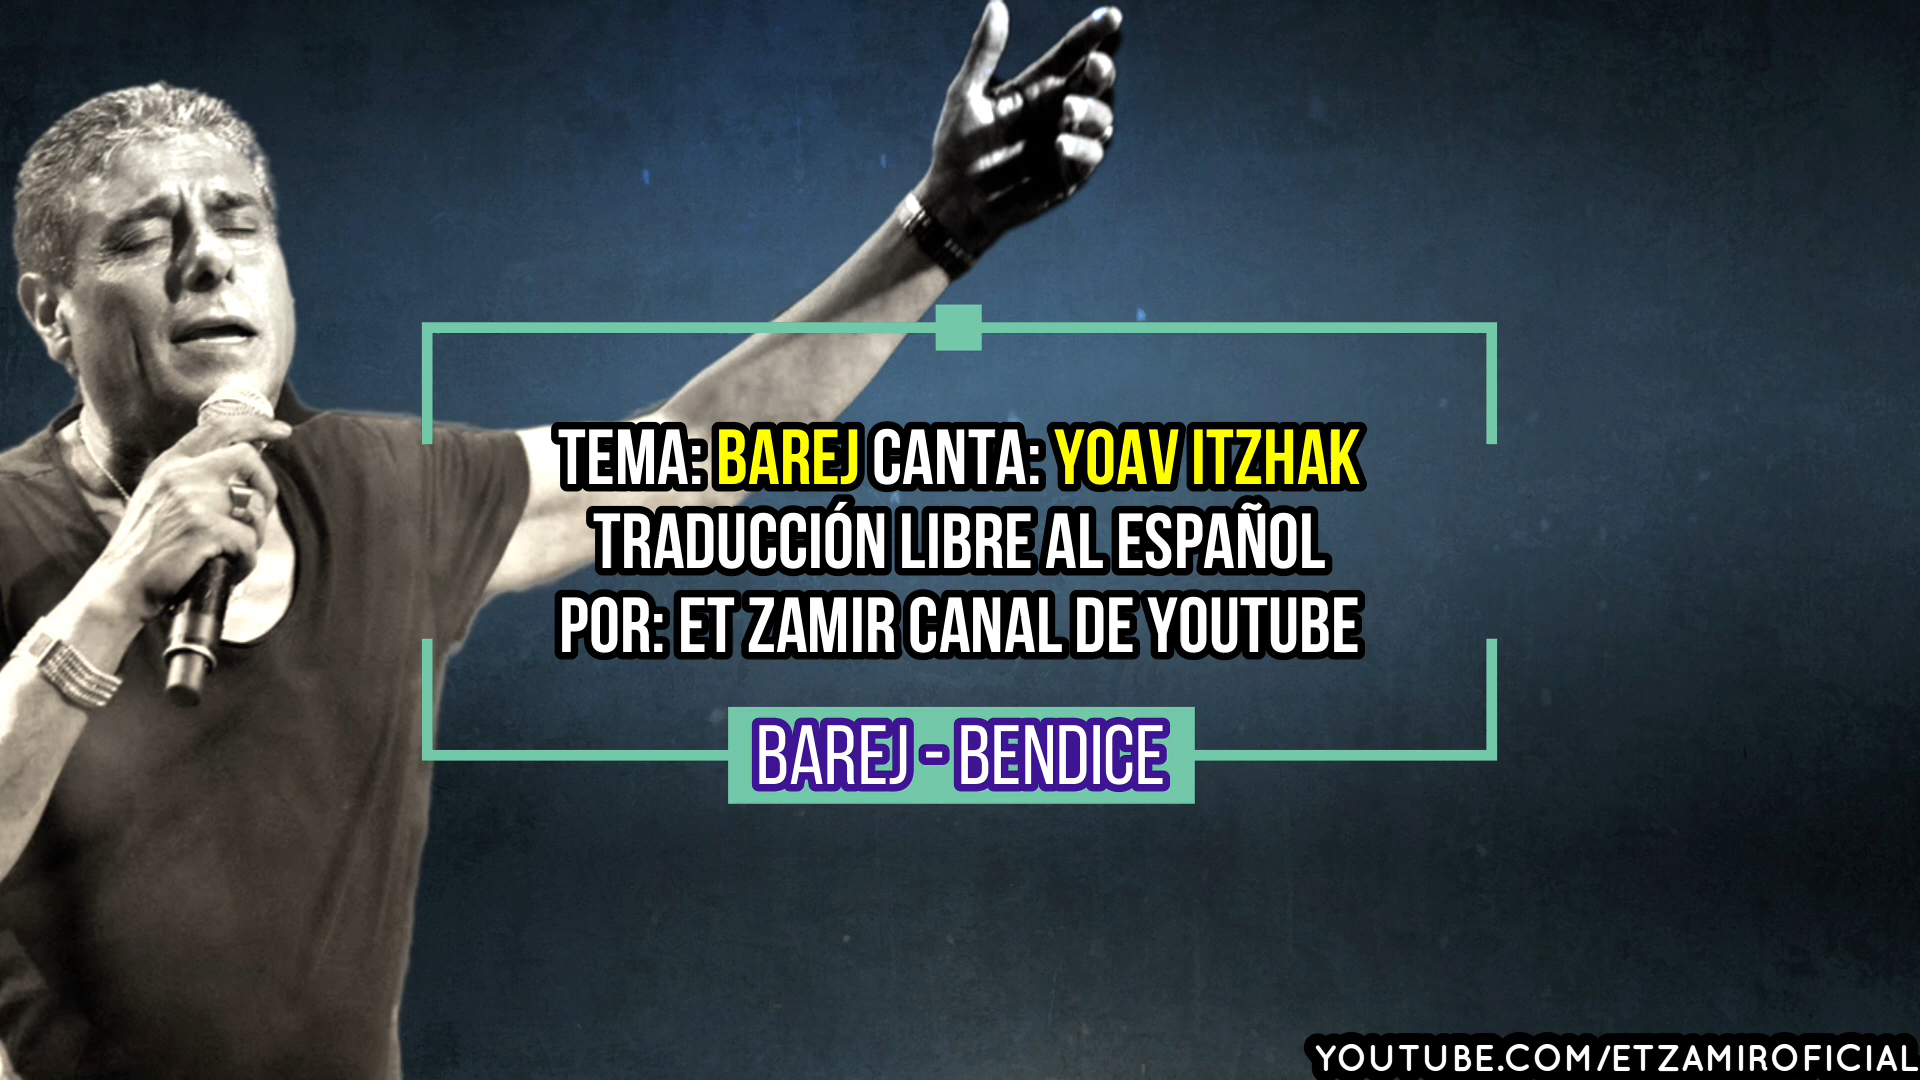 TEMA: BAREJ CANTA: YOAV ITZHAK
TRADUCCIÓN LIBRE AL ESPAÑOL
POR: ET ZAMIR CANAL DE YOUTUBE
BAREJ - BENDICE
YOUTUBE.COM/ETZAMIROFICIAL